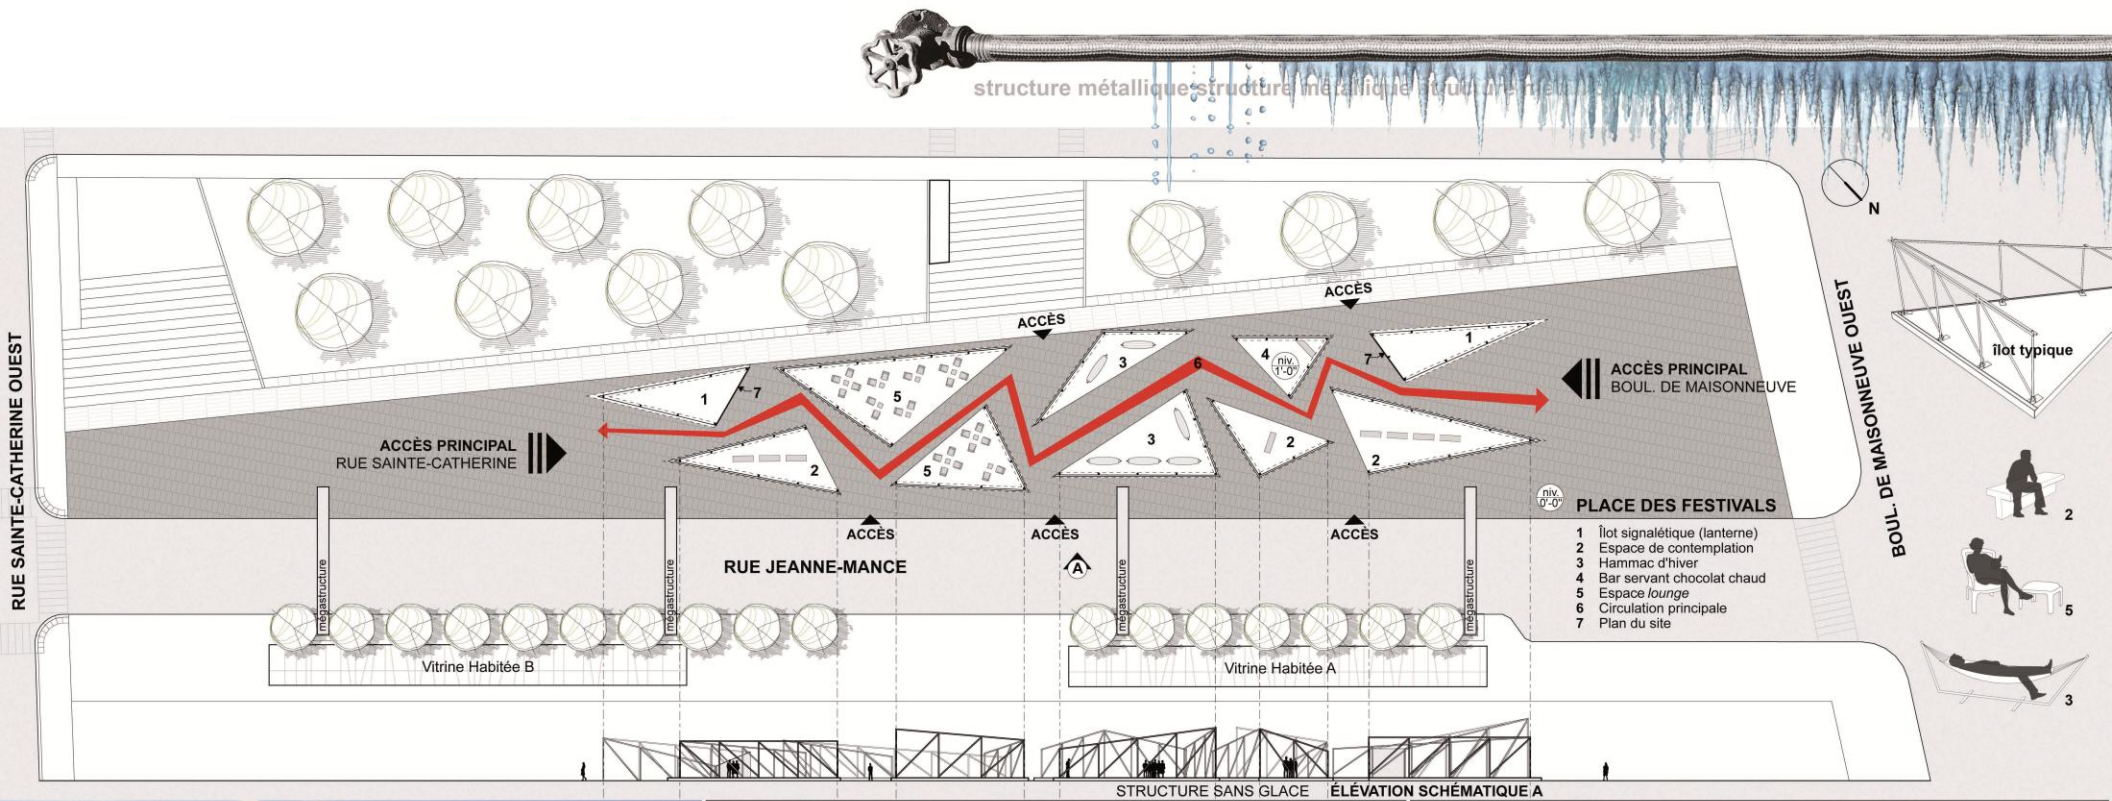 structure métallique structure métallique structure
N
RUE SAINTE-CATHERINE OUEST
BOUL. DE MAISONNEUVE OUEST
îlot typique
ACCÈS
ACCÈS
1
7
5
3
6
4
niv.
1'-0"
7
1
ACCÈS PRINCIPAL
BOUL. DE MAISONNEUVE
ACCÈS PRINCIPAL
RUE SAINTE-CATHERINE
2
5
3
2
2
niv.
0'-0"
PLACE DES FESTIVALS
1 Îlot signalétique (lanterne)
2 Espace de contemplation
3 Hammac d'hiver
4 Bar servant chocolat chaud
5 Espace lounge
6 Circulation principale
7 Plan du site
ACCÈS
ACCÈS
ACCÈS
RUE JEANNE-MANCE
A
mégastructure
mégastructure
mégastructure
mégastructure
Vitrine Habitée B
Vitrine Habitée A
2
5
3
STRUCTURE SANS GLACE ÉLÉVATION SCHÉMATIQUE A